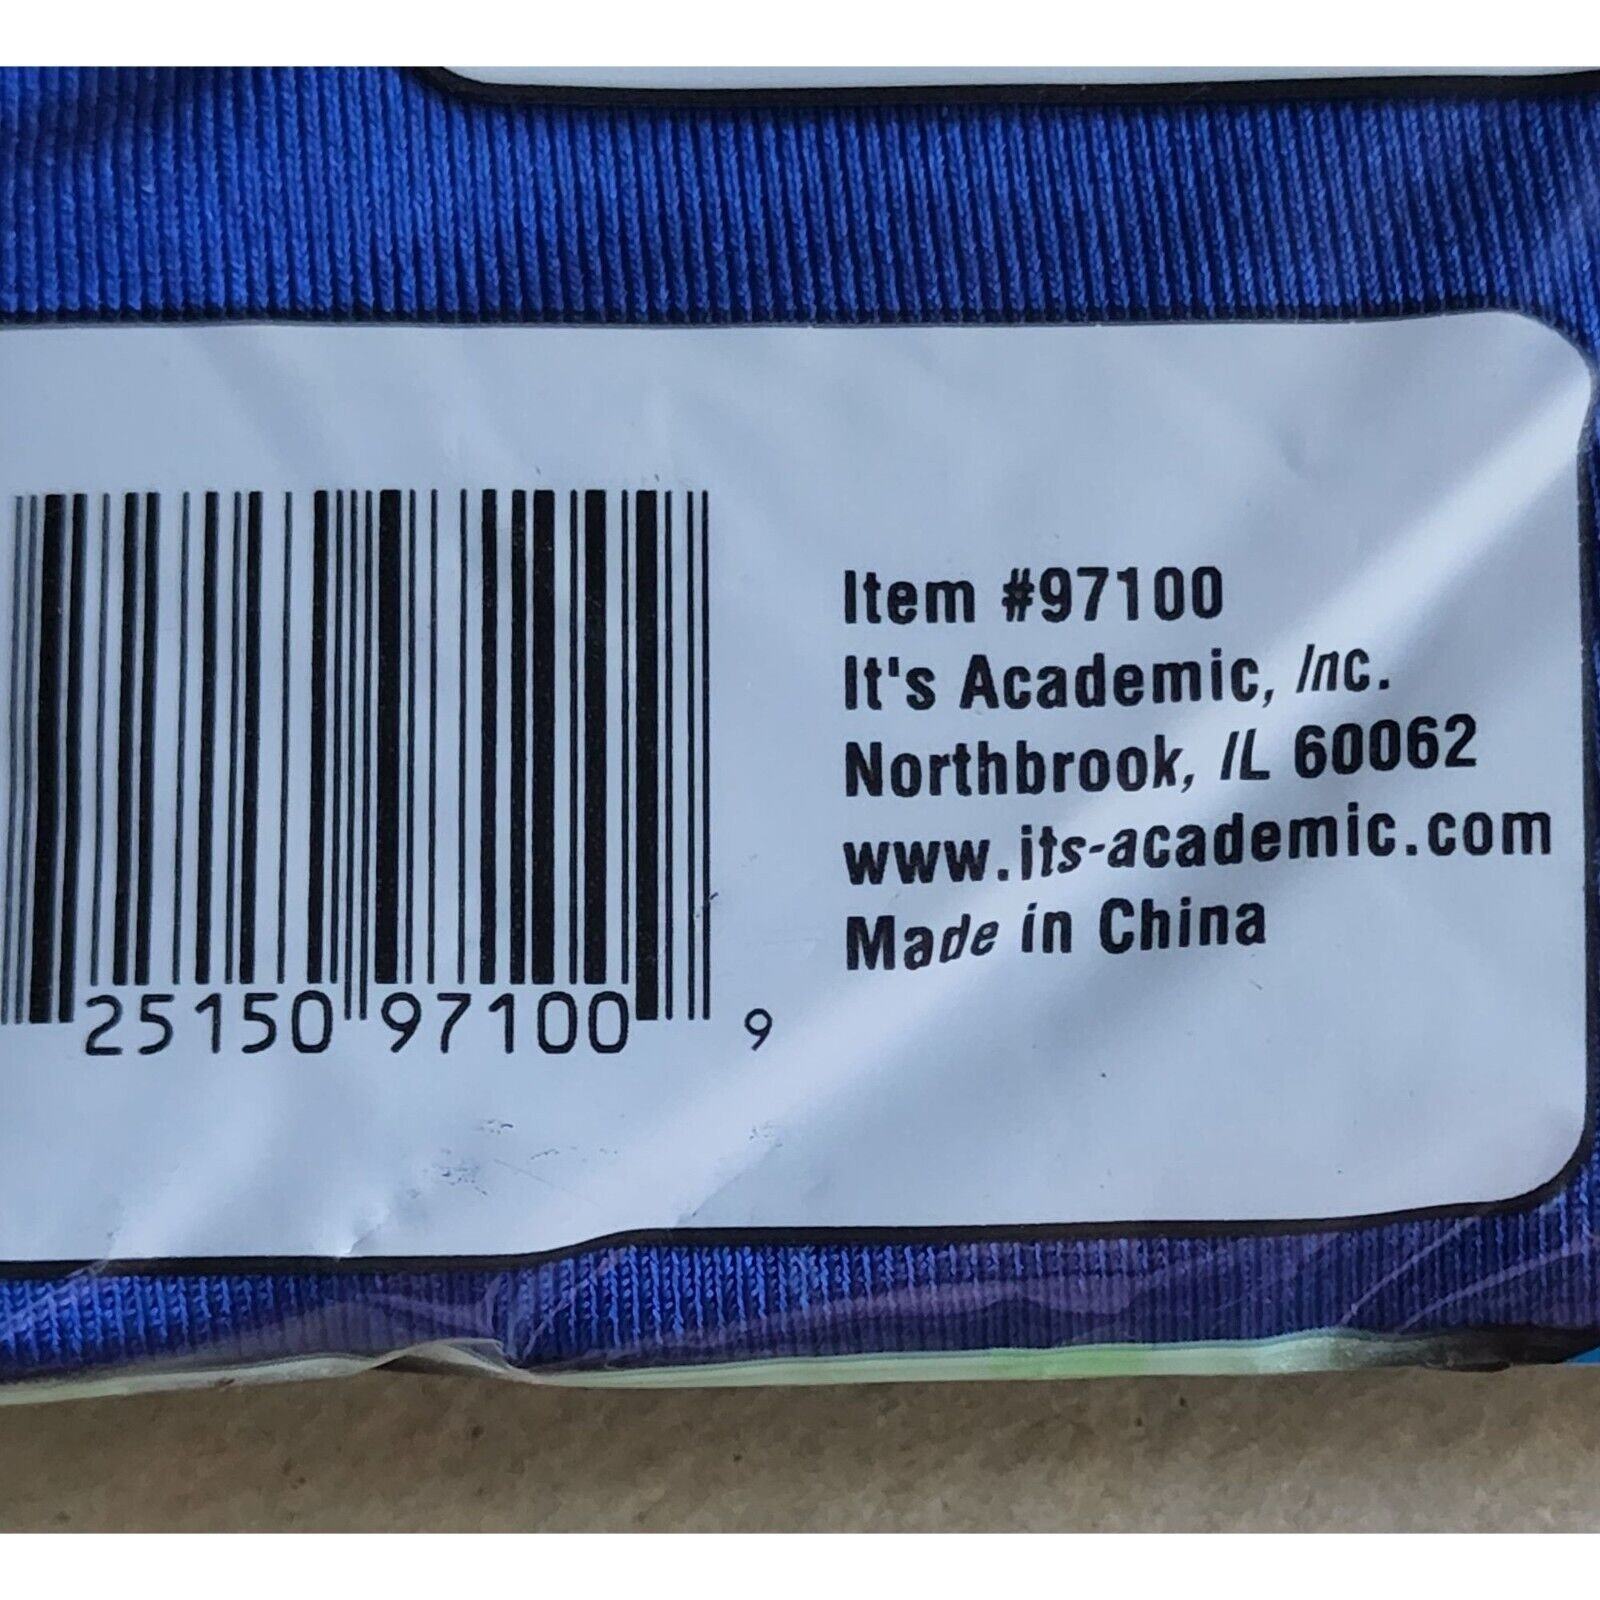 Item #97100
It's Academic, Inc.
Northbrook, IL 60062
www.its-academic.com
Made in China
25150 97100 9